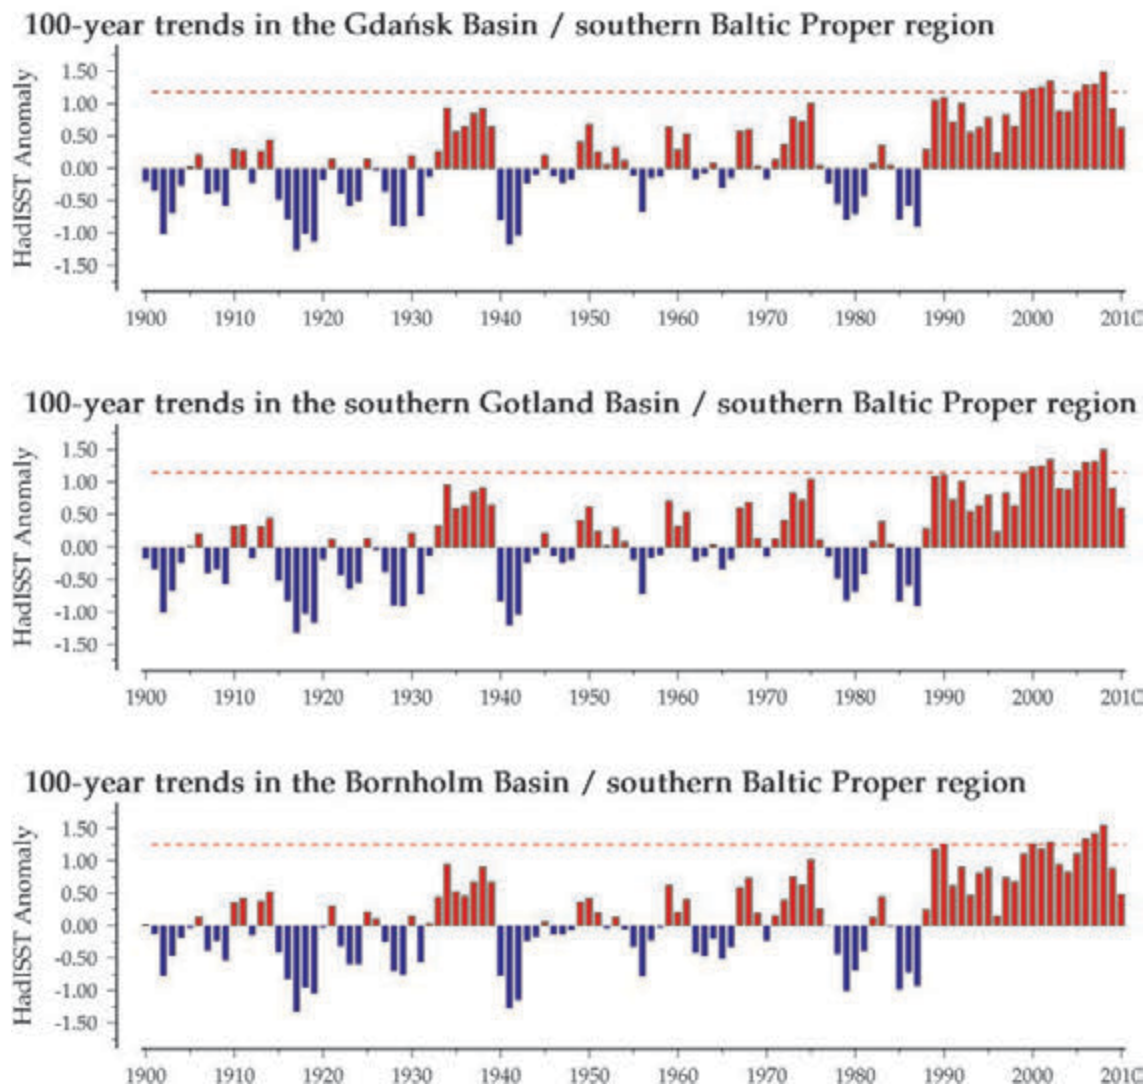 100-year trends in the Gdańsk Basin / southern Baltic Proper region
HadISST Anomaly
1.50
1.00
0.50
0.00
-0.50
-1.00
-1.50
1900 1910 1920 1930 1940 1950 1960 1970 1980 1990 2000 2010
100-year trends in the southern Gotland Basin / southern Baltic Proper region
HadISST Anomaly
1.50
1.00
0.50
0.00
-0.50
-1.00
-1.50
1900 1910 1920 1930 1940 1950 1960 1970 1980 1990 2000 2010
100-year trends in the Bornholm Basin / southern Baltic Proper region
HadISST Anomaly
1.50
1.00
0.50
0.00
-0.50
-1.00
-1.50
1900 1910 1920 1930 1940 1950 1960 1970 1980 1990 2000 2010